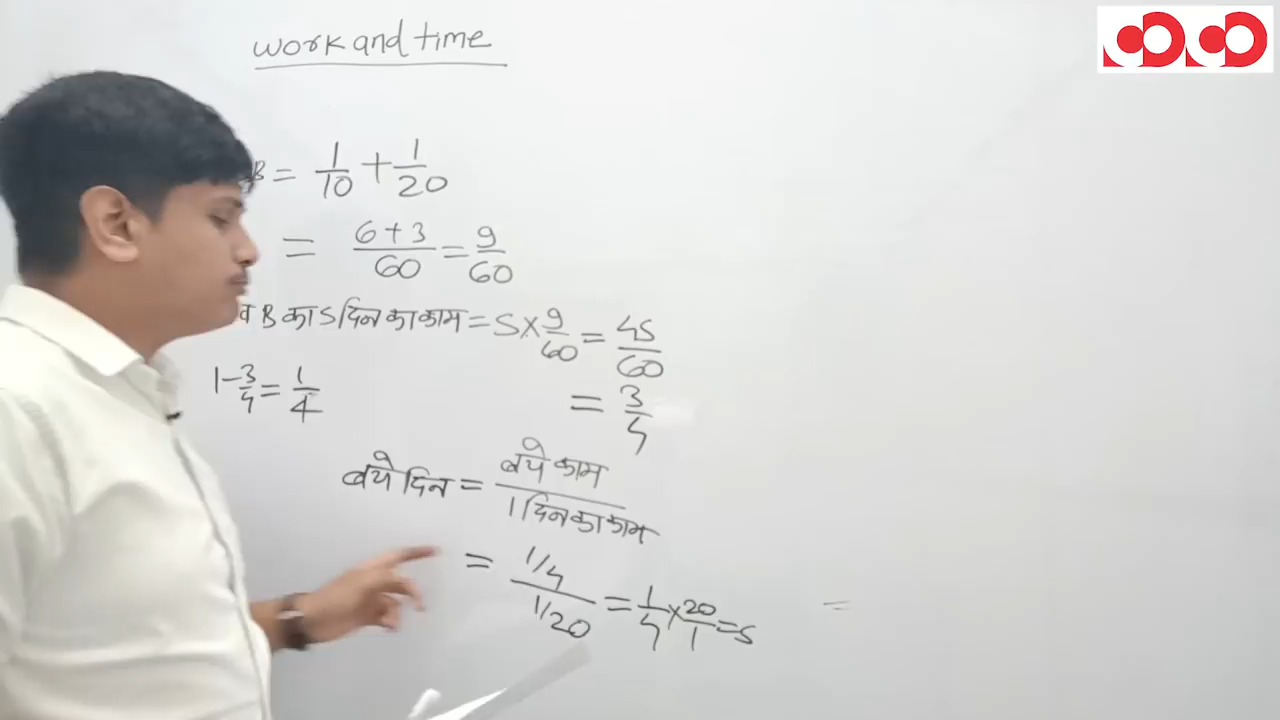 work and time
B = 1/10 + 1/20
= 6+3/60 = 9/60
व B का 5 दिन का काम = 5 × 9/60 = 45/60
1 - 3/4 = 1/4
= 3/4
बचे दिन = बचे काम / 1 दिन का काम
= 1/4 / 1/20 = 1/4 × 20/1 = 5
=